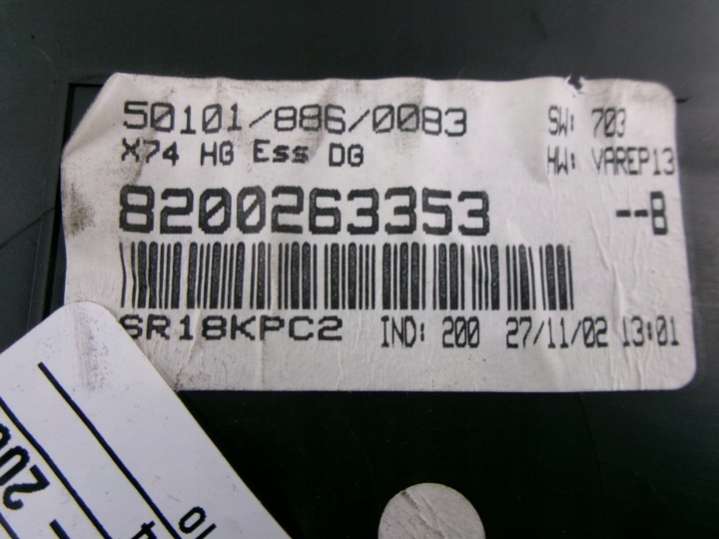 50101/886/0083 SW: 703
X74 HG Ess DG HW: VAREP13
8200263353 --B
SR18KPC2 IND: 200 27/11/02 13:01